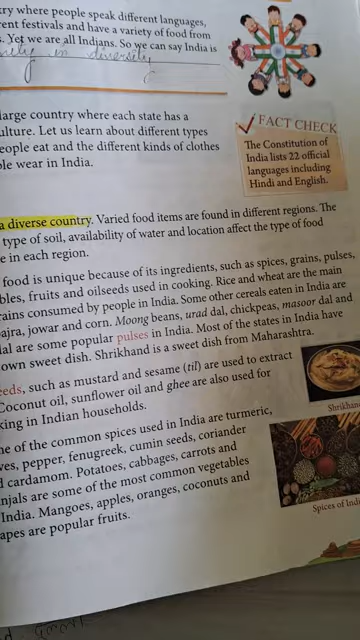 ry where people speak different languages,
ent festivals and have a variety of food from
s. Yet we are all Indians. So we can say India is
in diversity
large country where each state has a
ulture. Let us learn about different types
eople eat and the different kinds of clothes
ple wear in India.
FACT CHECK
The Constitution of
India lists 22 official
languages including
Hindi and English.
a diverse country. Varied food items are found in different regions. The
type of soil, availability of water and location affect the type of food
e in each region.
food is unique because of its ingredients, such as spices, grains, pulses,
bles, fruits and oilseeds used in cooking. Rice and wheat are the main
rains consumed by people in India. Some other cereals eaten in India are
ajra, jowar and corn. Moong beans, urad dal, chickpeas, masoor dal and
lal are some popular pulses in India. Most of the states in India have
own sweet dish. Shrikhand is a sweet dish from Maharashtra.
eeds, such as mustard and sesame (til) are used to extract
Coconut oil, sunflower oil and ghee are also used for
king in Indian households.
Shrikhan
ne of the common spices used in India are turmeric,
ves, pepper, fenugreek, cumin seeds, coriander
d cardamom. Potatoes, cabbages, carrots and
njals are some of the most common vegetables
India. Mangoes, apples, oranges, coconuts and
apes are popular fruits.
Spices of Indi